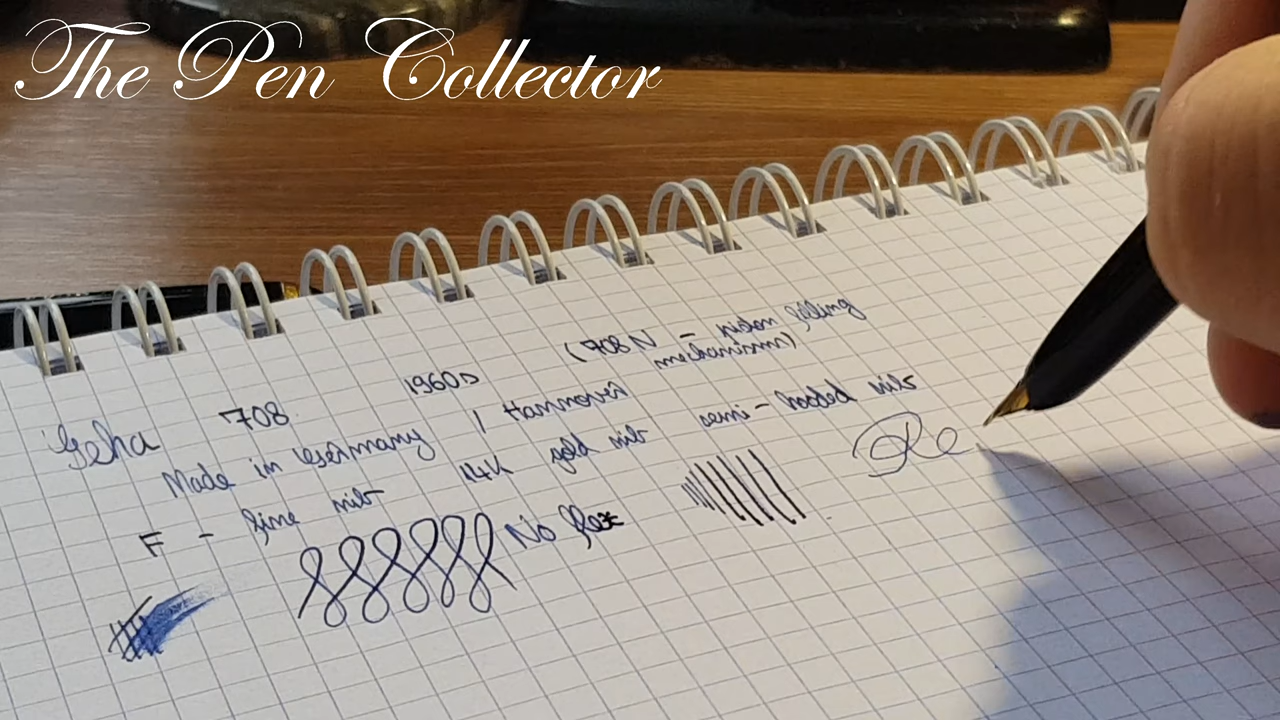 The Pen Collector
Geha 708 1960s (708 N - piston filling
mechanism)
Made in Germany / Hannover
F - fine nib 14K gold nib semi-hooded nib
No flex
Re